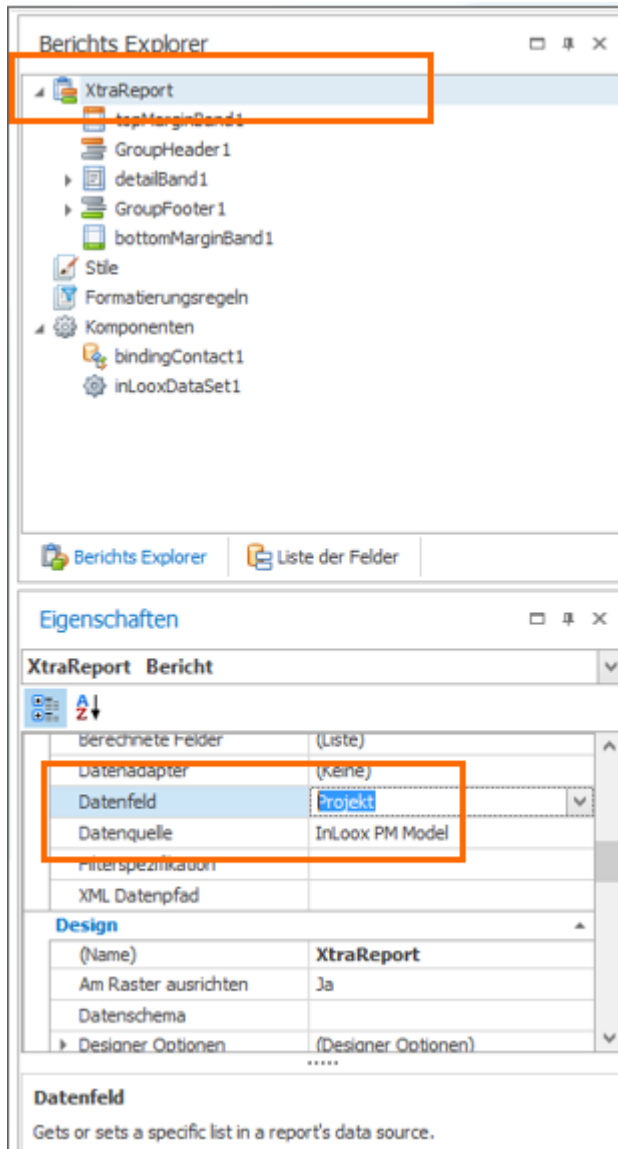 Berichts Explorer
XtraReport
topMarginBand1
GroupHeader1
detailBand1
GroupFooter1
bottomMarginBand1
Stile
Formatierungsregeln
Komponenten
bindingContact1
inLooxDataSet1
Berichts Explorer Liste der Felder
Eigenschaften
XtraReport Bericht
Berechnete Felder (Liste)
Datenadapter (Keine)
Datenfeld Projekt
Datenquelle InLoox PM Model
Filterspezifikation
XML Datenpfad
Design
(Name) XtraReport
Am Raster ausrichten Ja
Datenschema
Designer Optionen (Designer Optionen)
Datenfeld
Gets or sets a specific list in a report's data source.